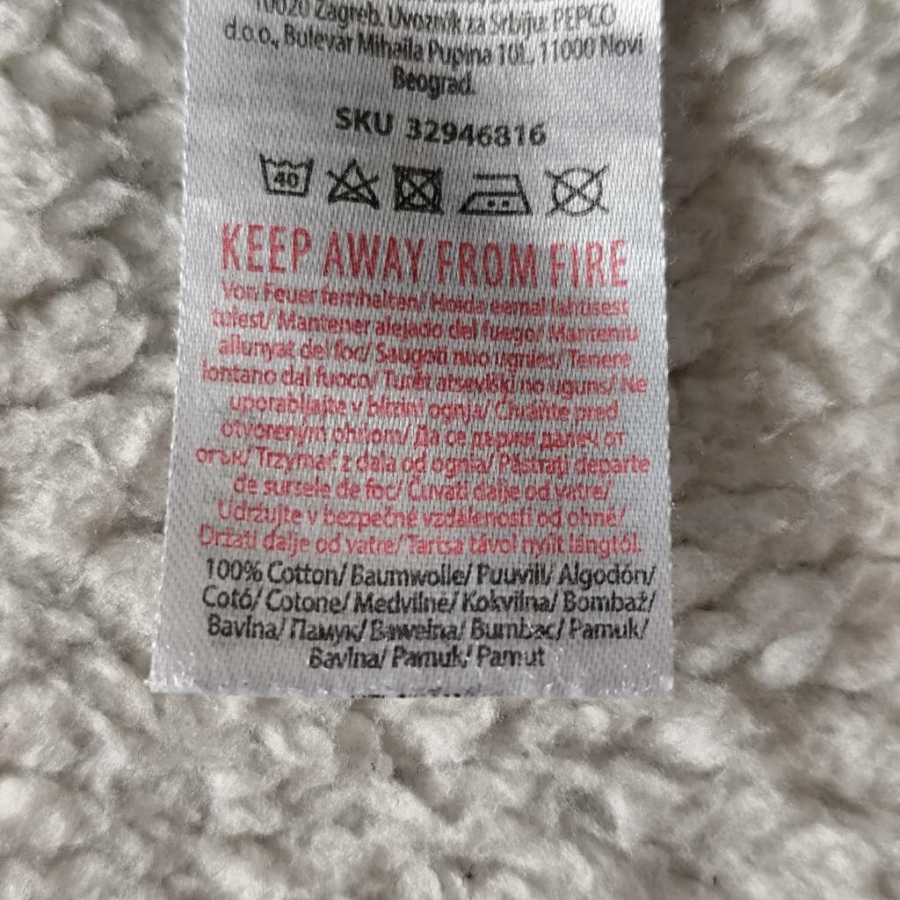 10020 Zagreb. Uvoznik za Srbiju: PEPCO
d.o.o., Bulevar Mihaila Pupina 10L, 11000 Novi
Beograd.
SKU 32946816
40
KEEP AWAY FROM FIRE
Von Feuer fernhalten/ Hoida eemal lahtisest
tulest/ Mantener alejado del fuego/ Manteniu
allunyat del foc/ Saugoti nuo ugnies/ Tenere
lontano dal fuoco/ Turēt atsevišķi no uguns/ Ne
uporabljajte v bližini ognja/ Chráňte pred
otvoreným ohňom/ Да се държи далеч от
огън/ Trzymać z dala od ognia/ Păstrați departe
de sursele de foc/ Čuvati dalje od vatre/
Udržujte v bezpečné vzdálenosti od ohně/
Držati dalje od vatre/ Tartsa távol nyílt lángtól.
100% Cotton/ Baumwolle/ Puuvill/ Algodón/
Cotó/ Cotone/ Medvilnė/ Kokvilna/ Bombaž/
Bavlna/ Памук/ Bawełna/ Bumbac/ Pamuk/
Bavlna/ Pamuk/ Pamut